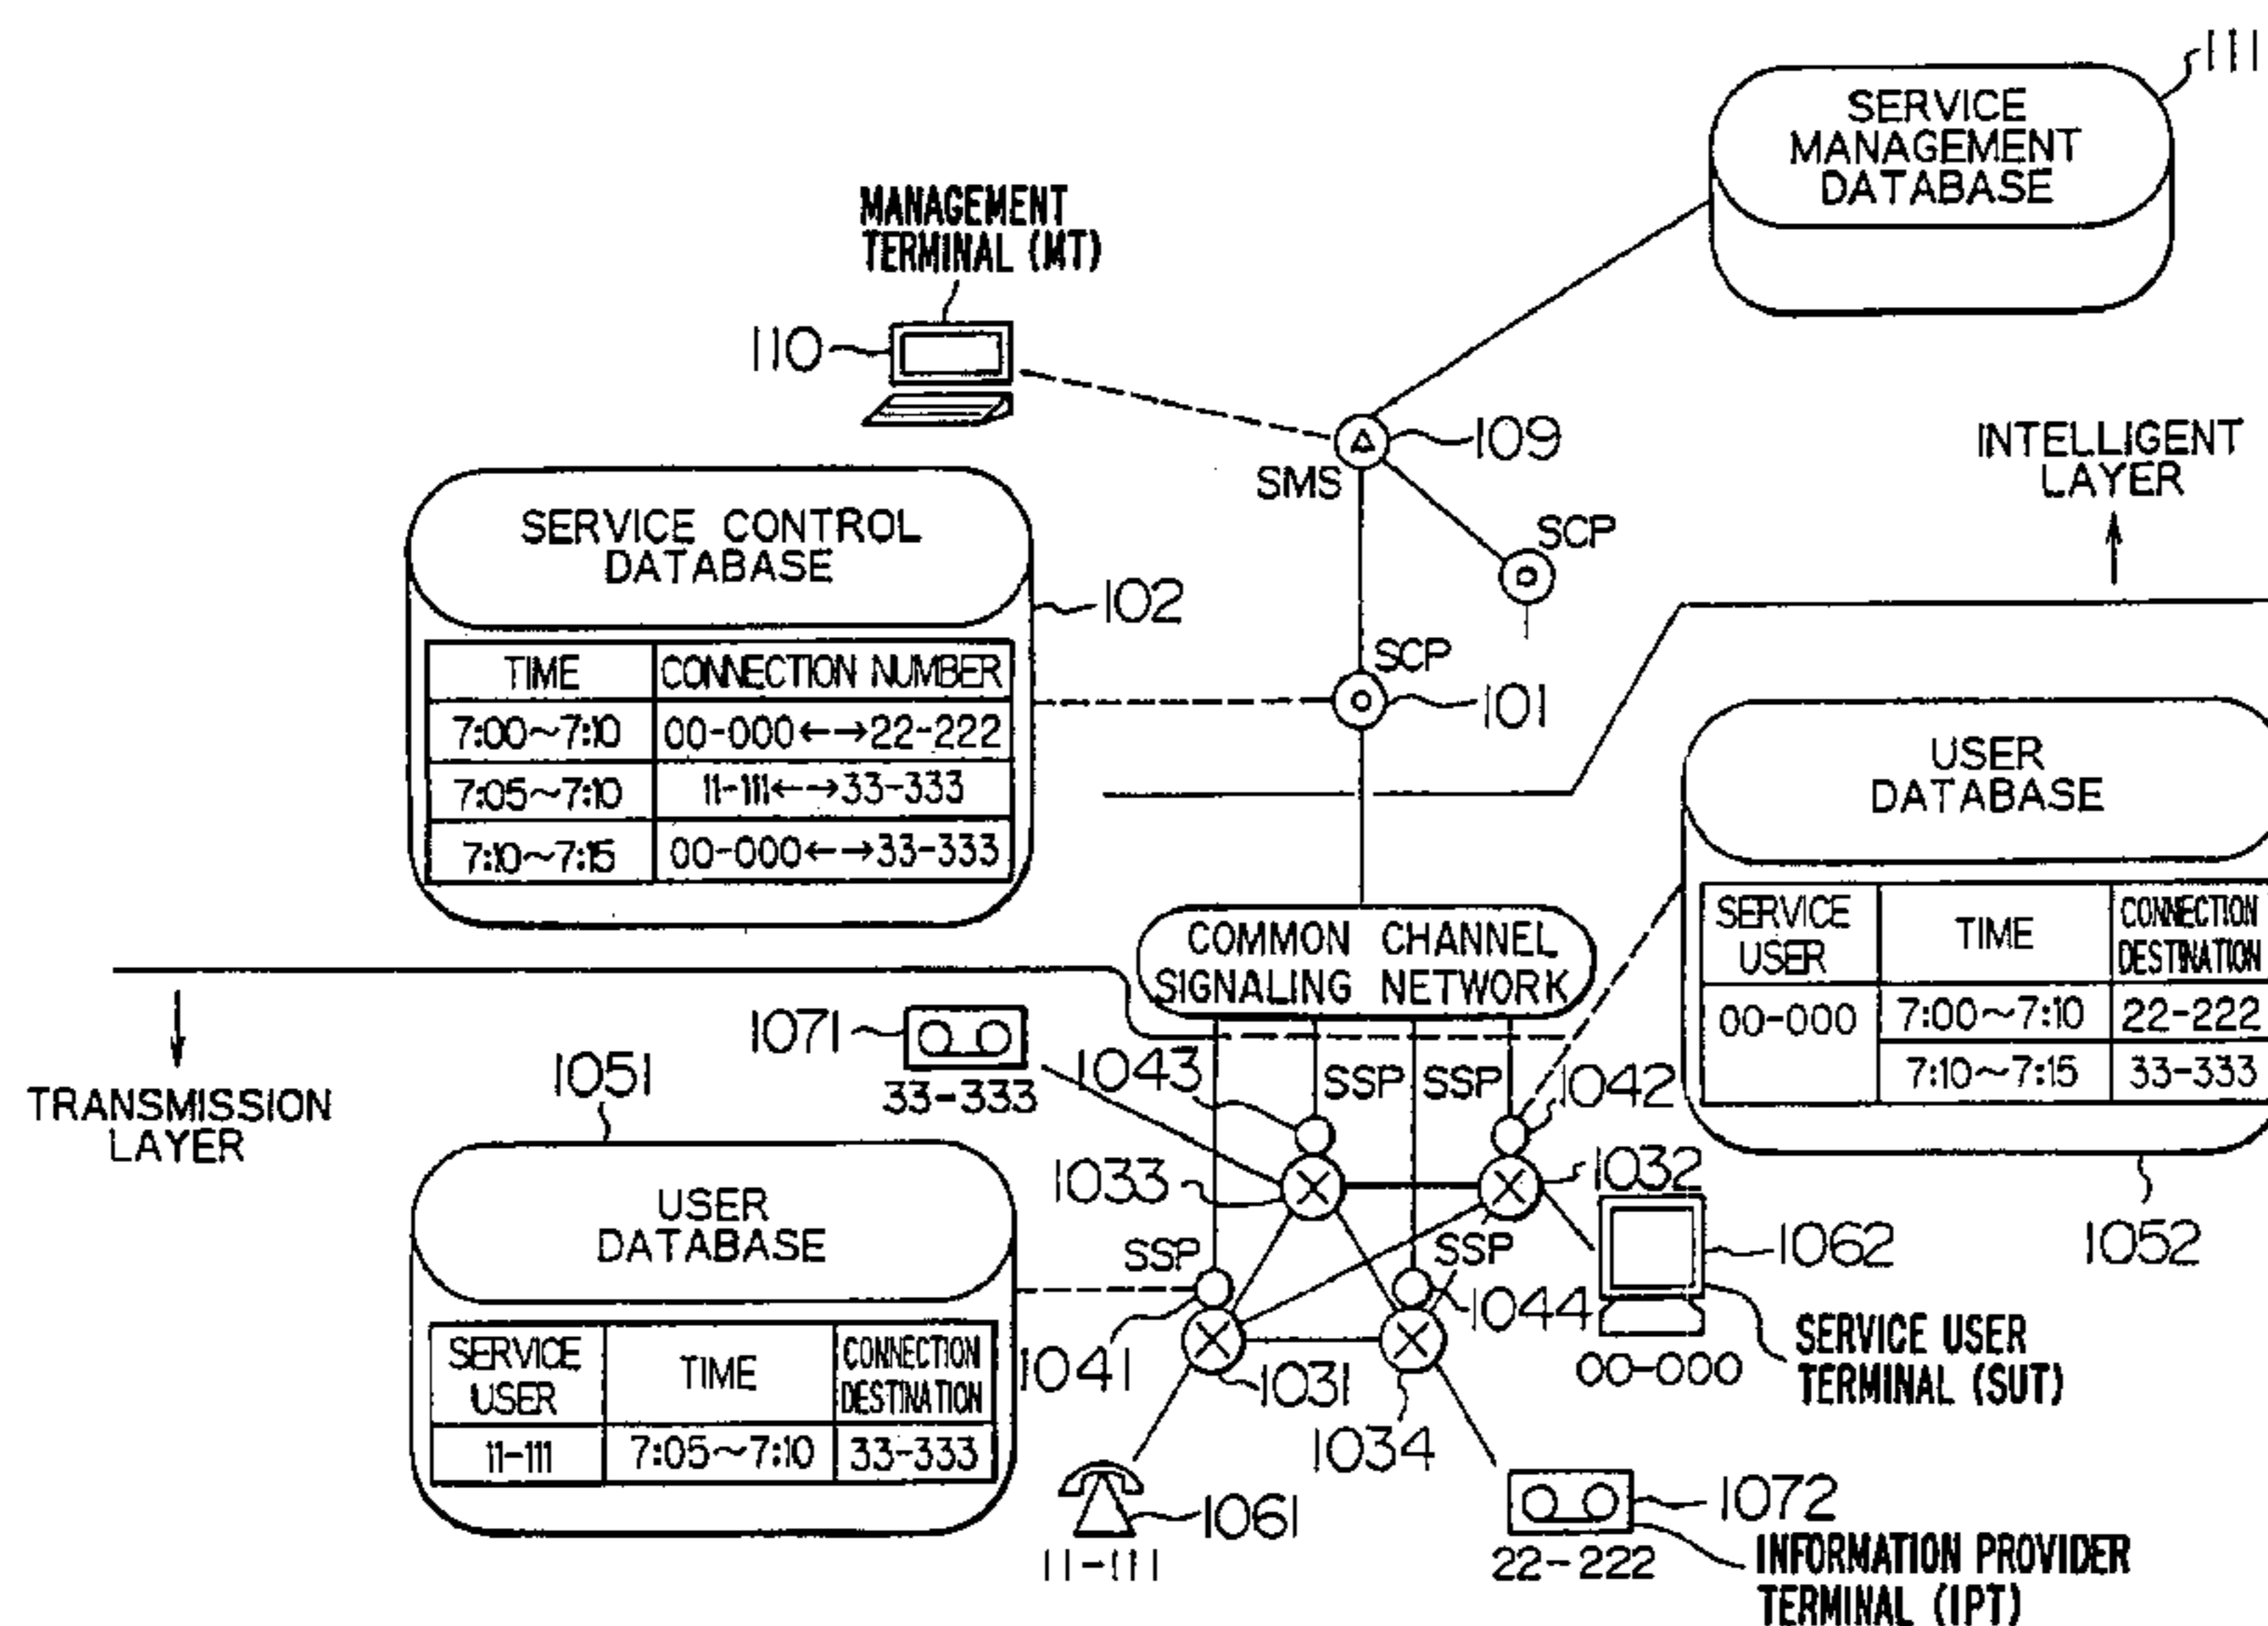 111
SERVICE
MANAGEMENT
DATABASE
MANAGEMENT
TERMINAL (MT)
110
109
SMS
INTELLIGENT
LAYER
SCP
SERVICE CONTROL
DATABASE
102
TIME CONNECTION NUMBER
7:00~7:10 00-000←→22-222
7:05~7:10 11-111←→33-333
7:10~7:15 00-000←→33-333
SCP
101
USER
DATABASE
SERVICE
USER
TIME
CONNECTION
DESTINATION
00-000 7:00~7:10 22-222
7:10~7:15 33-333
1052
COMMON CHANNEL
SIGNALING NETWORK
TRANSMISSION
LAYER
1071
33-333
1043
SSP
SSP
1042
1033
1032
1051
USER
DATABASE
SERVICE
USER
TIME
CONNECTION
DESTINATION
11-111 7:05~7:10 33-333
SSP
SSP
1041
1031
1044
1034
1062
00-000
SERVICE USER
TERMINAL (SUT)
1061
11-111
1072
22-222
INFORMATION PROVIDER
TERMINAL (IPT)